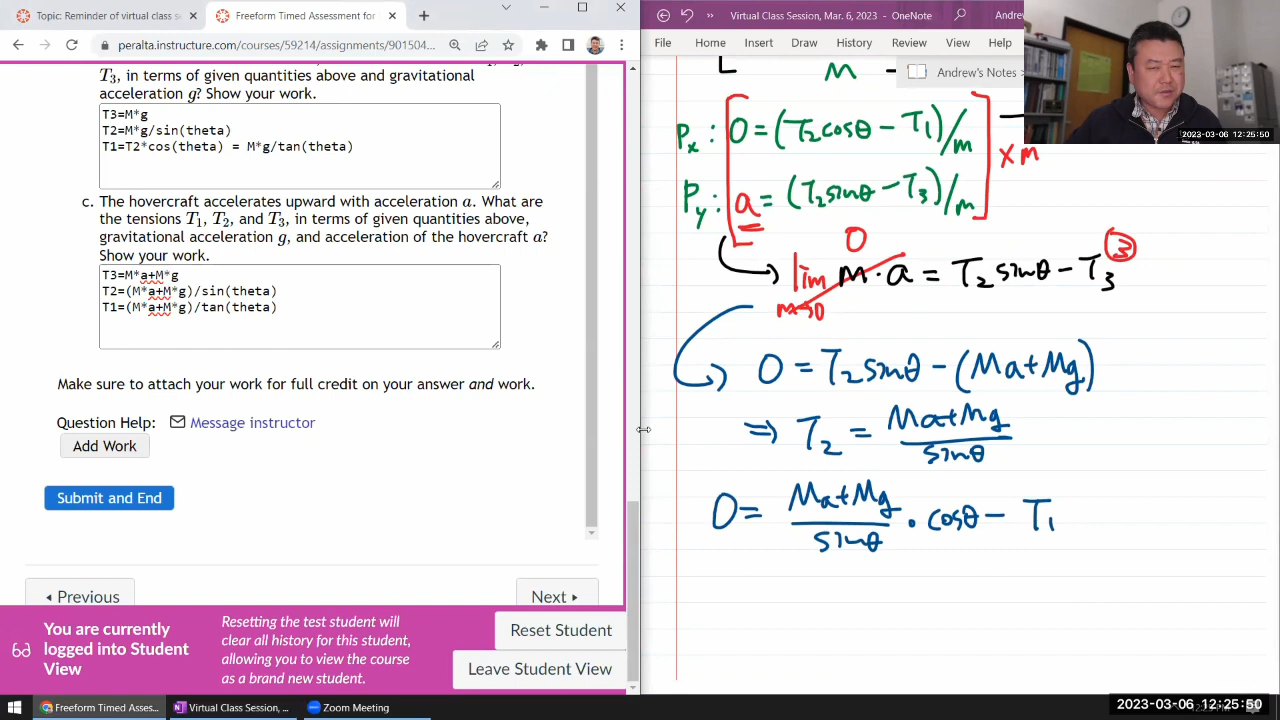 Topic: Reminder of virtual class s
Freeform Timed Assessment for
peralta.instructure.com/courses/59214/assignments/901504...
T3, in terms of given quantities above and gravitational
acceleration g? Show your work.
T3=M*g
T2=M*g/sin(theta)
T1=T2*cos(theta) = M*g/tan(theta)
c. The hovercraft accelerates upward with acceleration a. What are
the tensions T1, T2, and T3, in terms of given quantities above,
gravitational acceleration g, and acceleration of the hovercraft a?
Show your work.
T3=M*a+M*g
T2=(M*a+M*g)/sin(theta)
T1=(M*a+M*g)/tan(theta)
Make sure to attach your work for full credit on your answer and work.
Question Help: Message instructor
Add Work
Submit and End
Previous
Next
You are currently
logged into Student
View
Resetting the test student will
clear all history for this student,
allowing you to view the course
as a brand new student.
Reset Student
Leave Student View
Freeform Timed Asses...
Virtual Class Session, ...
Zoom Meeting
Virtual Class Session, Mar. 6, 2023 - OneNote
Andre
File Home Insert Draw History Review View Help
Andrew's Notes
M
Px: 0 = (T2cosθ - T1)/m
Py: a = (T2sinθ - T3)/m
×m
0
lim m→0 m·a = T2 sinθ - T3 ③
0 = T2 sinθ - (Ma+Mg)
⇒ T2 = Ma+Mg / sinθ
0 = Ma+Mg / sinθ · cosθ - T1
2023-03-06 12:25:50
2023-03-06 12:25:50